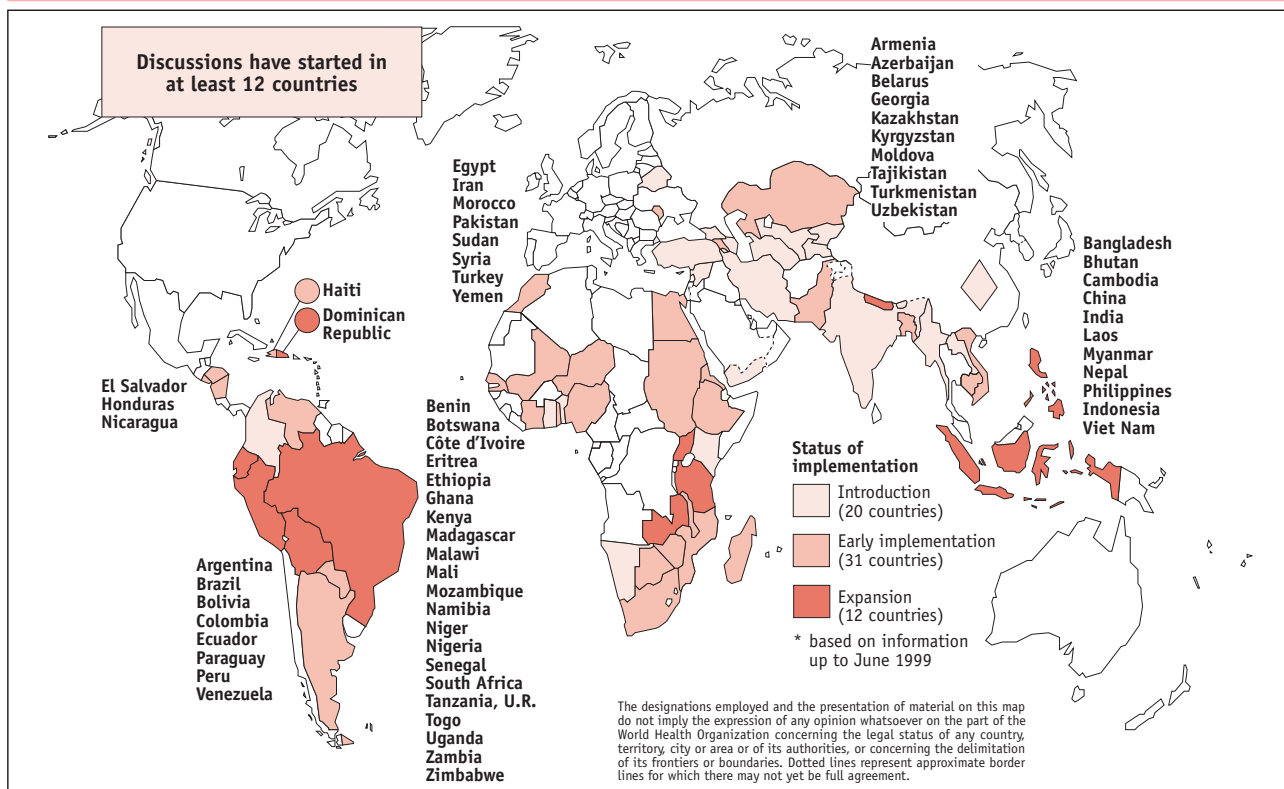 Discussions have started in
at least 12 countries
Armenia
Azerbaijan
Belarus
Georgia
Kazakhstan
Kyrgyzstan
Moldova
Tajikistan
Turkmenistan
Uzbekistan
Egypt
Iran
Morocco
Pakistan
Sudan
Syria
Turkey
Yemen
Bangladesh
Bhutan
Cambodia
China
India
Laos
Myanmar
Nepal
Philippines
Indonesia
Viet Nam
Haiti
Dominican
Republic
El Salvador
Honduras
Nicaragua
Benin
Botswana
Côte d’Ivoire
Eritrea
Ethiopia
Ghana
Kenya
Madagascar
Malawi
Mali
Mozambique
Namibia
Niger
Nigeria
Senegal
South Africa
Tanzania, U.R.
Togo
Uganda
Zambia
Zimbabwe
Argentina
Brazil
Bolivia
Colombia
Ecuador
Paraguay
Peru
Venezuela
Status of
implementation
Introduction
(20 countries)
Early implementation
(31 countries)
Expansion
(12 countries)
* based on information
up to June 1999
The designations employed and the presentation of material on this map
do not imply the expression of any opinion whatsoever on the part of the
World Health Organization concerning the legal status of any country,
territory, city or area or of its authorities, or concerning the delimitation
of its frontiers or boundaries. Dotted lines represent approximate border
lines for which there may not yet be full agreement.